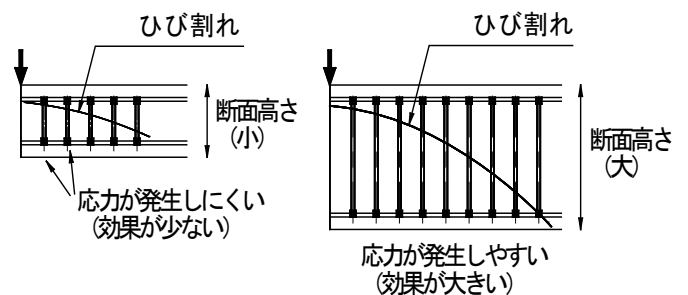 ひび割れ
断面高さ
(小)
応力が発生しにくい
(効果が少ない)
ひび割れ
断面高さ
(大)
応力が発生しやすい
(効果が大きい)